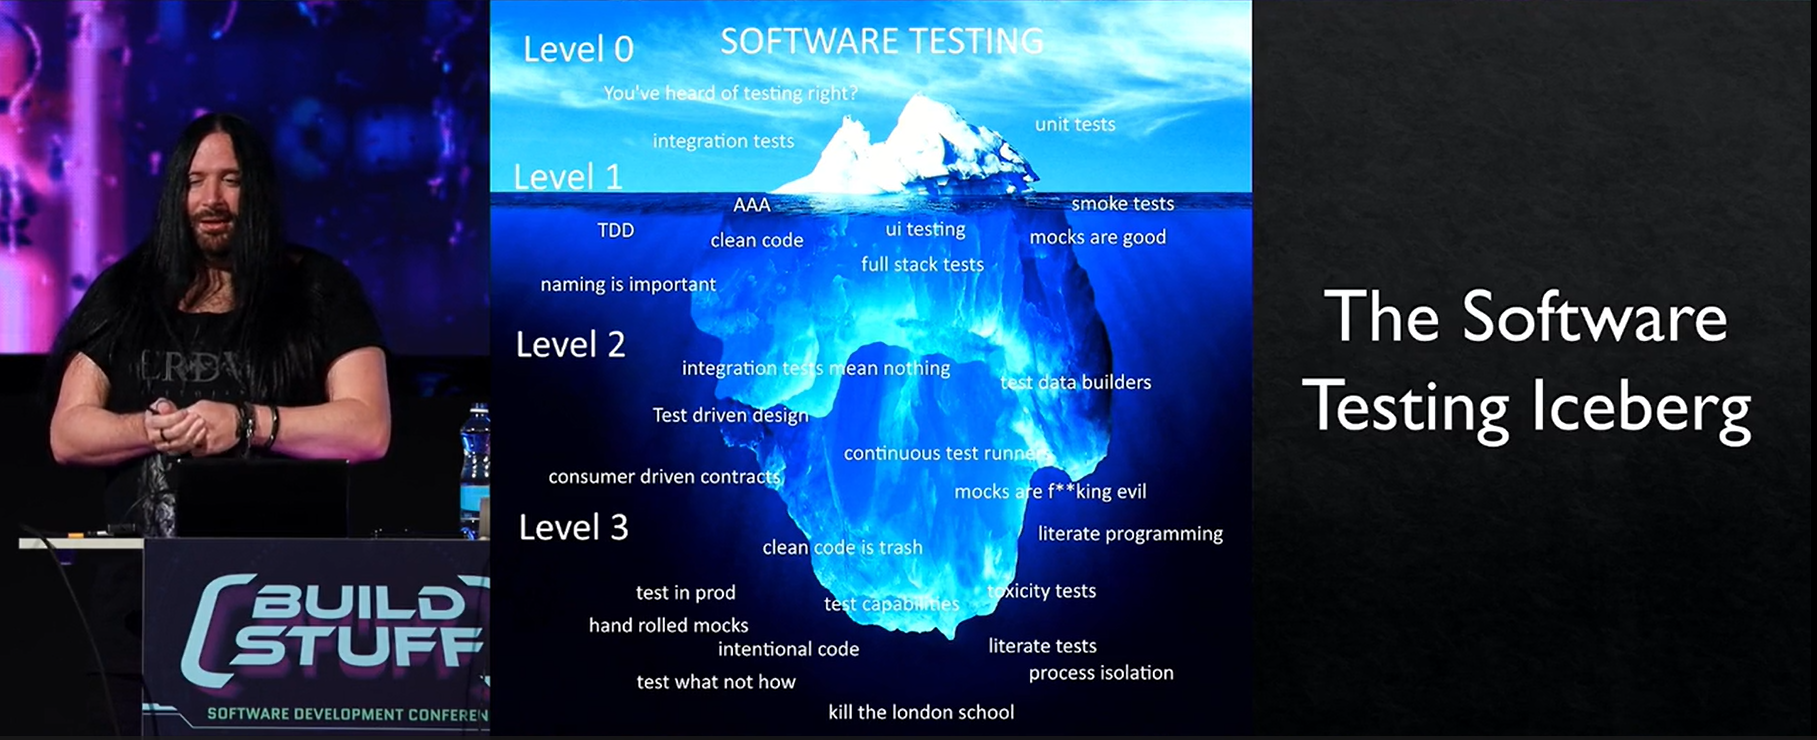 Level 0
SOFTWARE TESTING
You've heard of testing right?
unit tests
integration tests
Level 1
AAA
smoke tests
TDD
clean code
ui testing
mocks are good
full stack tests
naming is important
Level 2
integration tests mean nothing
test data builders
Test driven design
continuous test runners
consumer driven contracts
mocks are f**king evil
Level 3
literate programming
clean code is trash
test in prod
toxicity tests
test capabilities
hand rolled mocks
intentional code
literate tests
process isolation
test what not how
kill the london school
The Software
Testing Iceberg
BUILD
STUFF
SOFTWARE DEVELOPMENT CONFEREN